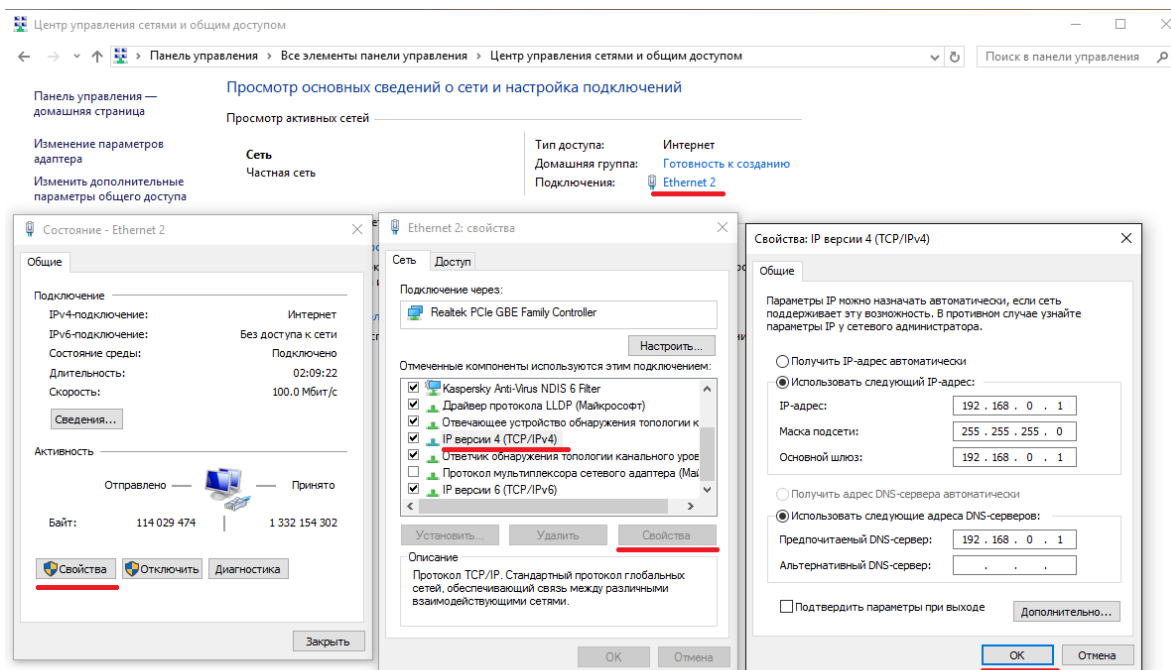 Центр управления сетями и общим доступом
Панель управления > Все элементы панели управления > Центр управления сетями и общим доступом
Поиск в панели управления
Панель управления —
домашняя страница
Изменение параметров
адаптера
Изменить дополнительные
параметры общего доступа
Просмотр основных сведений о сети и настройка подключений
Просмотр активных сетей
Сеть
Частная сеть
Тип доступа: Интернет
Домашняя группа: Готовность к созданию
Подключения: Ethernet 2
Состояние - Ethernet 2
Общие
Подключение
IPv4-подключение: Интернет
IPv6-подключение: Без доступа к сети
Состояние среды: Подключено
Длительность: 02:09:22
Скорость: 100.0 Мбит/с
Сведения...
Активность
Отправлено — — Принято
Байт: 114 029 474 | 1 332 154 302
Свойства Отключить Диагностика
Закрыть
Ethernet 2: свойства
Сеть Доступ
Подключение через:
Realtek PCIe GBE Family Controller
Настроить...
Отмеченные компоненты используются этим подключением:
Kaspersky Anti-Virus NDIS 6 Filter
Драйвер протокола LLDP (Майкрософт)
Отвечающее устройство обнаружения топологии к
IP версии 4 (TCP/IPv4)
Ответчик обнаружения топологии канального уров
Протокол мультиплексора сетевого адаптера (Май
IP версии 6 (TCP/IPv6)
Установить... Удалить Свойства
Описание
Протокол TCP/IP. Стандартный протокол глобальных
сетей, обеспечивающий связь между различными
взаимодействующими сетями.
OK Отмена
Свойства: IP версии 4 (TCP/IPv4)
Общие
Параметры IP можно назначать автоматически, если сеть
поддерживает эту возможность. В противном случае узнайте
параметры IP у сетевого администратора.
Получить IP-адрес автоматически
Использовать следующий IP-адрес:
IP-адрес: 192 . 168 . 0 . 1
Маска подсети: 255 . 255 . 255 . 0
Основной шлюз: 192 . 168 . 0 . 1
Получить адрес DNS-сервера автоматически
Использовать следующие адреса DNS-серверов:
Предпочитаемый DNS-сервер: 192 . 168 . 0 . 1
Альтернативный DNS-сервер: . . .
Подтвердить параметры при выходе
Дополнительно...
OK Отмена